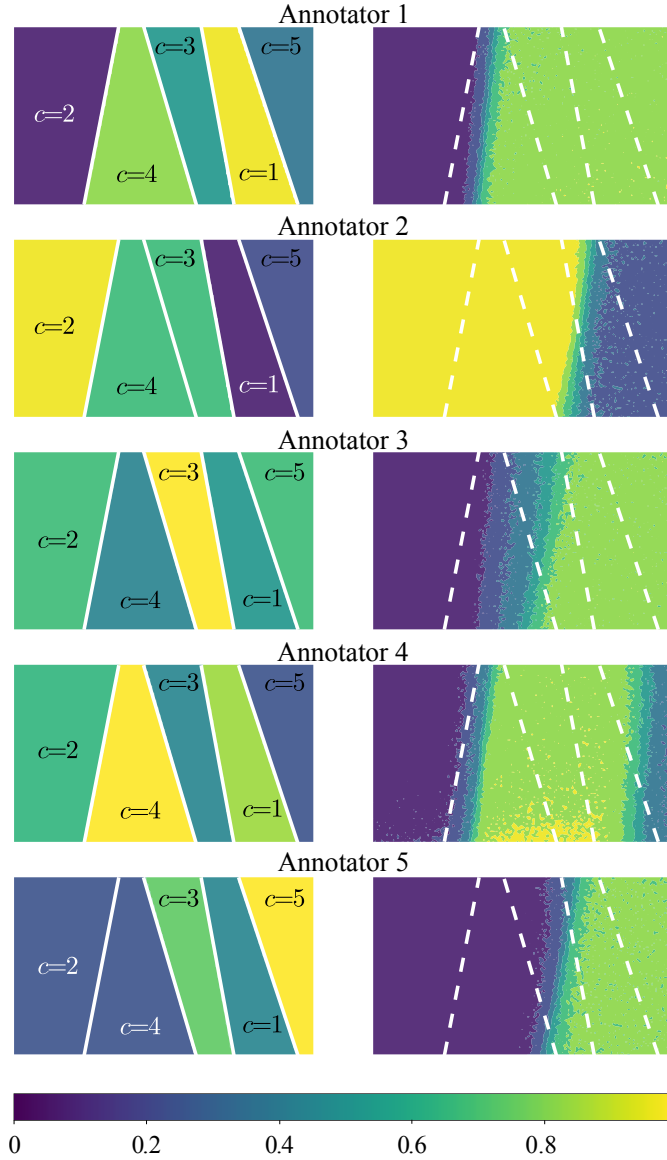 Annotator 1
c=3 c=5
c=2
c=4 c=1
Annotator 2
c=3 c=5
c=2
c=4 c=1
Annotator 3
c=3 c=5
c=2
c=4 c=1
Annotator 4
c=3 c=5
c=2
c=4 c=1
Annotator 5
c=3 c=5
c=2
c=4 c=1
0 0.2 0.4 0.6 0.8